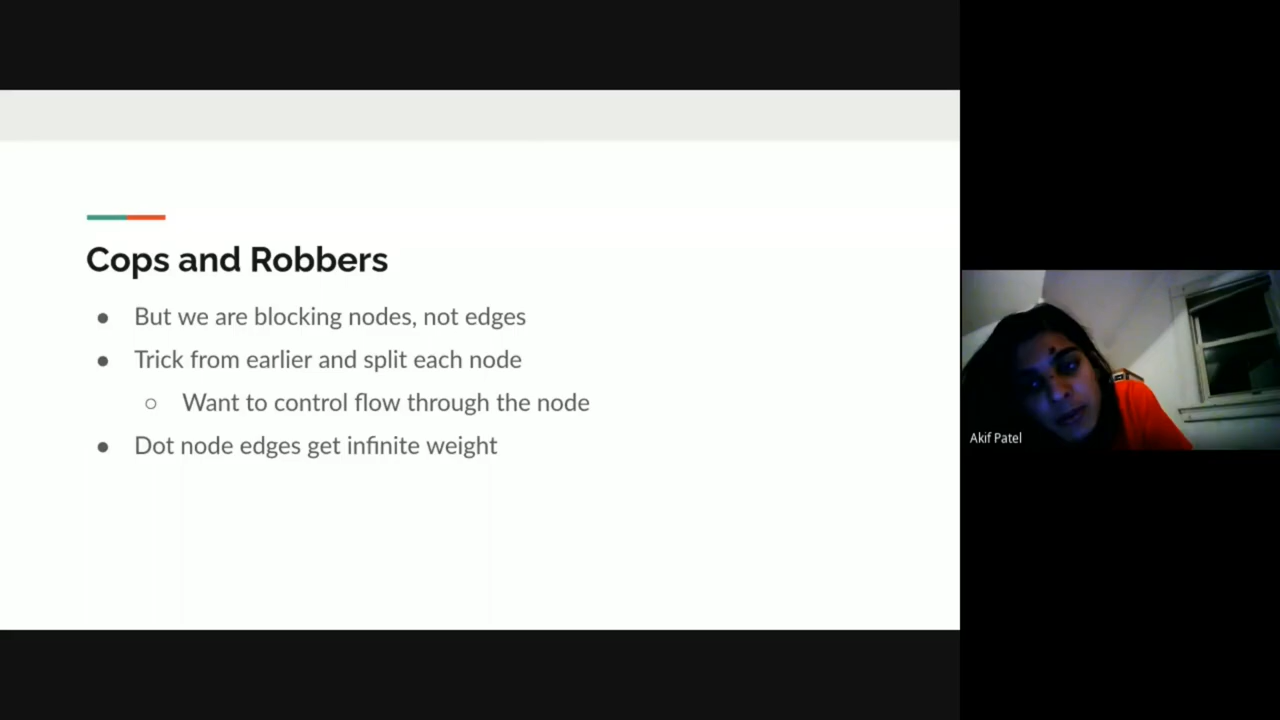 Cops and Robbers
● But we are blocking nodes, not edges
● Trick from earlier and split each node
○ Want to control flow through the node
● Dot node edges get infinite weight
Akif Patel